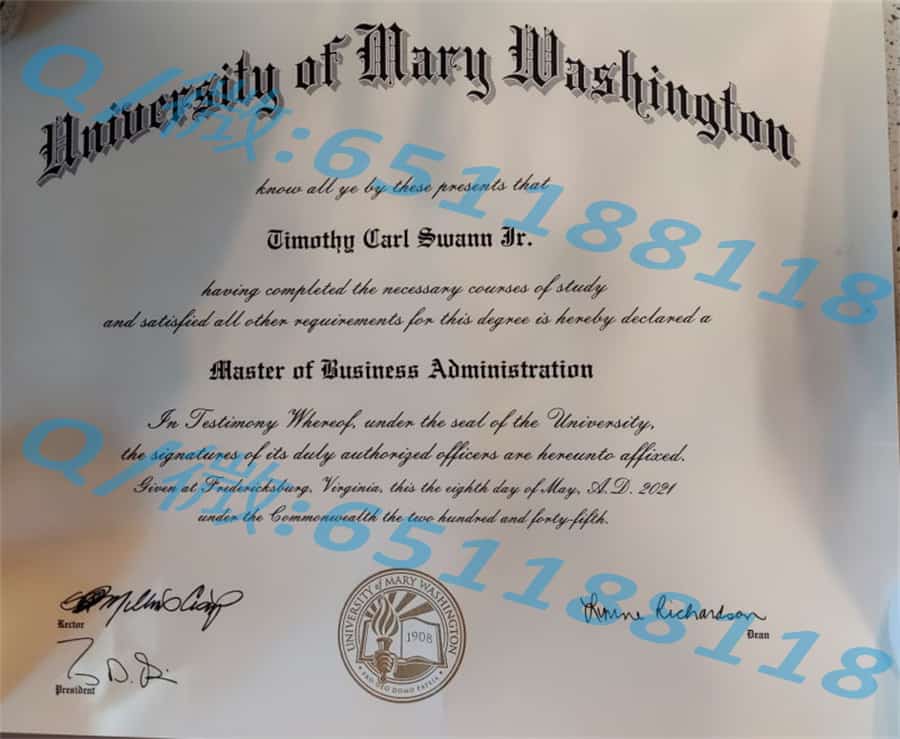 University of Mary Washington
know all ye by these presents that
Timothy Carl Swann Jr.
having completed the necessary courses of study
and satisfied all other requirements for this degree is hereby declared a
Master of Business Administration
In Testimony Whereof, under the seal of the University,
the signatures of its duly authorized officers are hereunto affixed.
Given at Fredericksburg, Virginia, this the eighth day of May, A.D. 2021
under the Commonwealth the two hundred and forty-fifth.
Rector
President
UNIVERSITY of MARY WASHINGTON
1908
PRO DEO DOMO PATRIA
Lynne Richardson
Dean
Q/微:651188118
Q/微:651188118